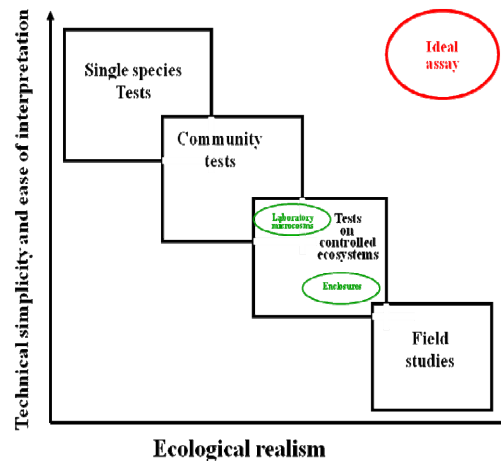 Technical simplicity and ease of interpretation
Single species
Tests
Ideal
assay
Community
tests
Laboratory
microcosms
Tests
on
controlled
ecosystems
Enclosures
Field
studies
Ecological realism